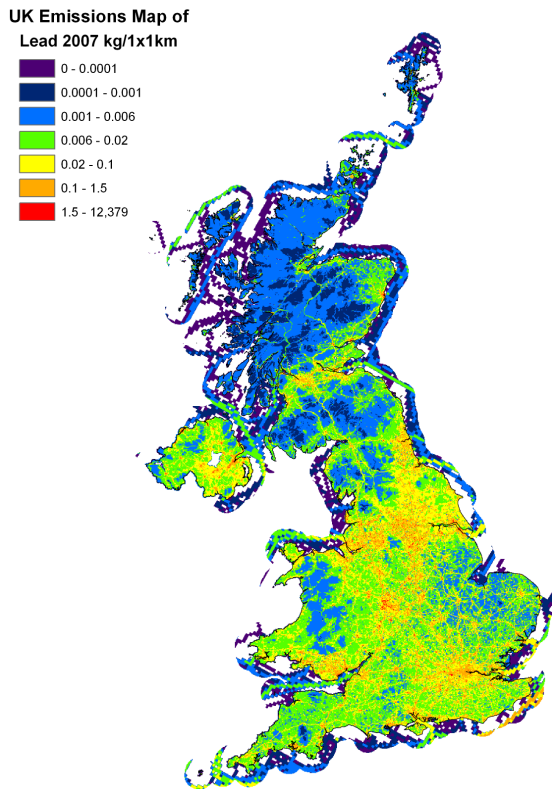 UK Emissions Map of
Lead 2007 kg/1x1km
0 - 0.0001
0.0001 - 0.001
0.001 - 0.006
0.006 - 0.02
0.02 - 0.1
0.1 - 1.5
1.5 - 12,379